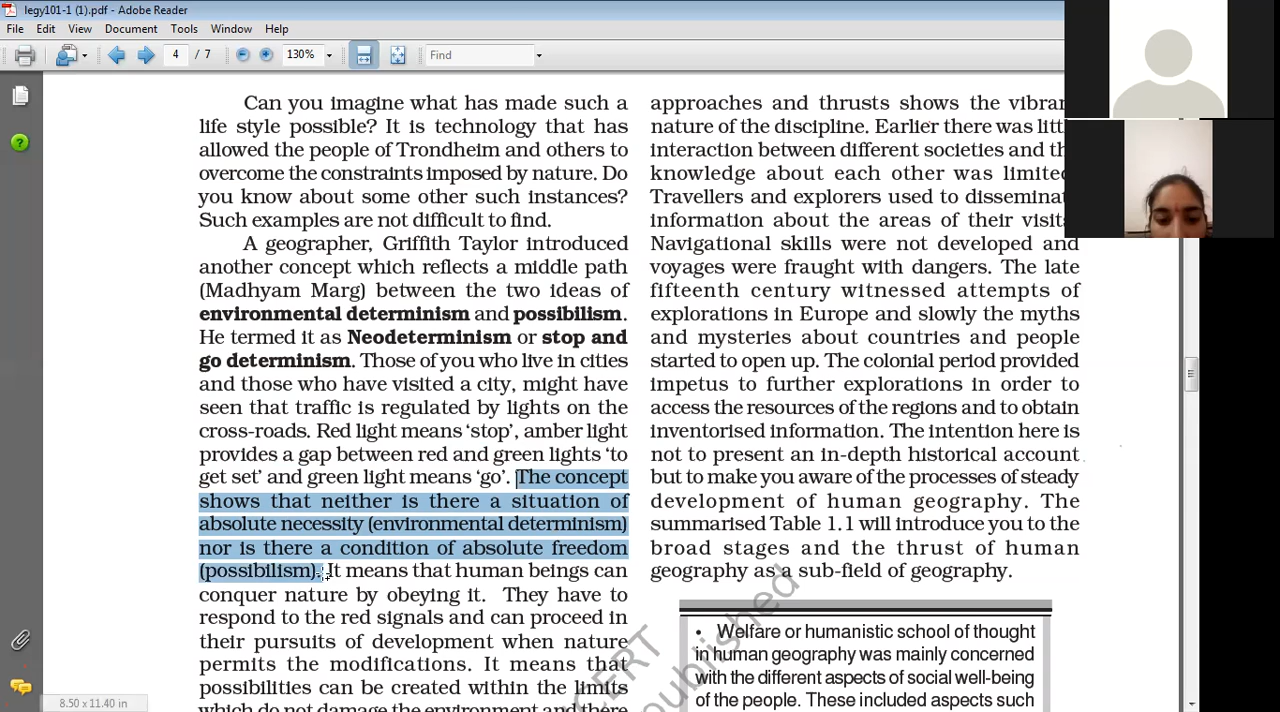 legy101-1 (1).pdf - Adobe Reader
File Edit View Document Tools Window Help
4 / 7 130% Find
Can you imagine what has made such a
life style possible? It is technology that has
allowed the people of Trondheim and others to
overcome the constraints imposed by nature. Do
you know about some other such instances?
Such examples are not difficult to find.
A geographer, Griffith Taylor introduced
another concept which reflects a middle path
(Madhyam Marg) between the two ideas of
environmental determinism and possibilism.
He termed it as Neodeterminism or stop and
go determinism. Those of you who live in cities
and those who have visited a city, might have
seen that traffic is regulated by lights on the
cross-roads. Red light means ‘stop’, amber light
provides a gap between red and green lights ‘to
get set’ and green light means ‘go’. The concept
shows that neither is there a situation of
absolute necessity (environmental determinism)
nor is there a condition of absolute freedom
(possibilism). It means that human beings can
conquer nature by obeying it. They have to
respond to the red signals and can proceed in
their pursuits of development when nature
permits the modifications. It means that
possibilities can be created within the limits
which do not damage the environment and there
approaches and thrusts shows the
nature of the discipline. Earlier there was
interaction between different societies and
knowledge about each other was
Travellers and explorers used to
information about the areas of their
Navigational skills were not developed and
voyages were fraught with dangers. The late
fifteenth century witnessed attempts of
explorations in Europe and slowly the myths
and mysteries about countries and people
started to open up. The colonial period provided
impetus to further explorations in order to
access the resources of the regions and to obtain
inventorised information. The intention here is
not to present an in-depth historical account
but to make you aware of the processes of steady
development of human geography. The
summarised Table 1.1 will introduce you to the
broad stages and the thrust of human
geography as a sub-field of geography.
• Welfare or humanistic school of thought
in human geography was mainly concerned
with the different aspects of social well-being
of the people. These included aspects such
8.50 x 11.40 in